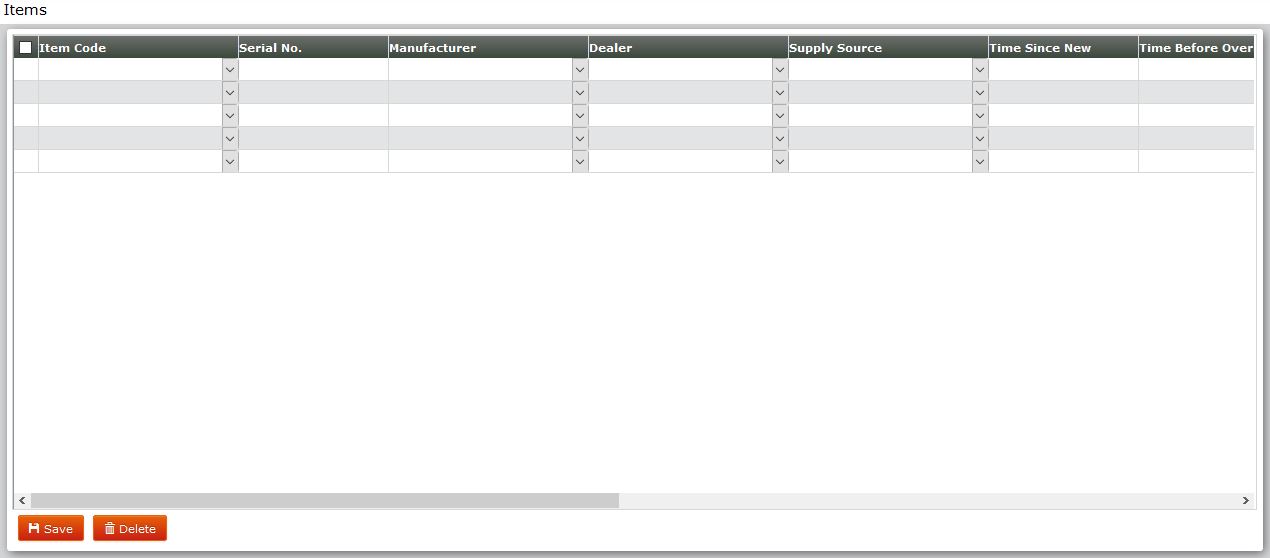 Items
Item Code Serial No. Manufacturer Dealer Supply Source Time Since New Time Before Over
Save Delete